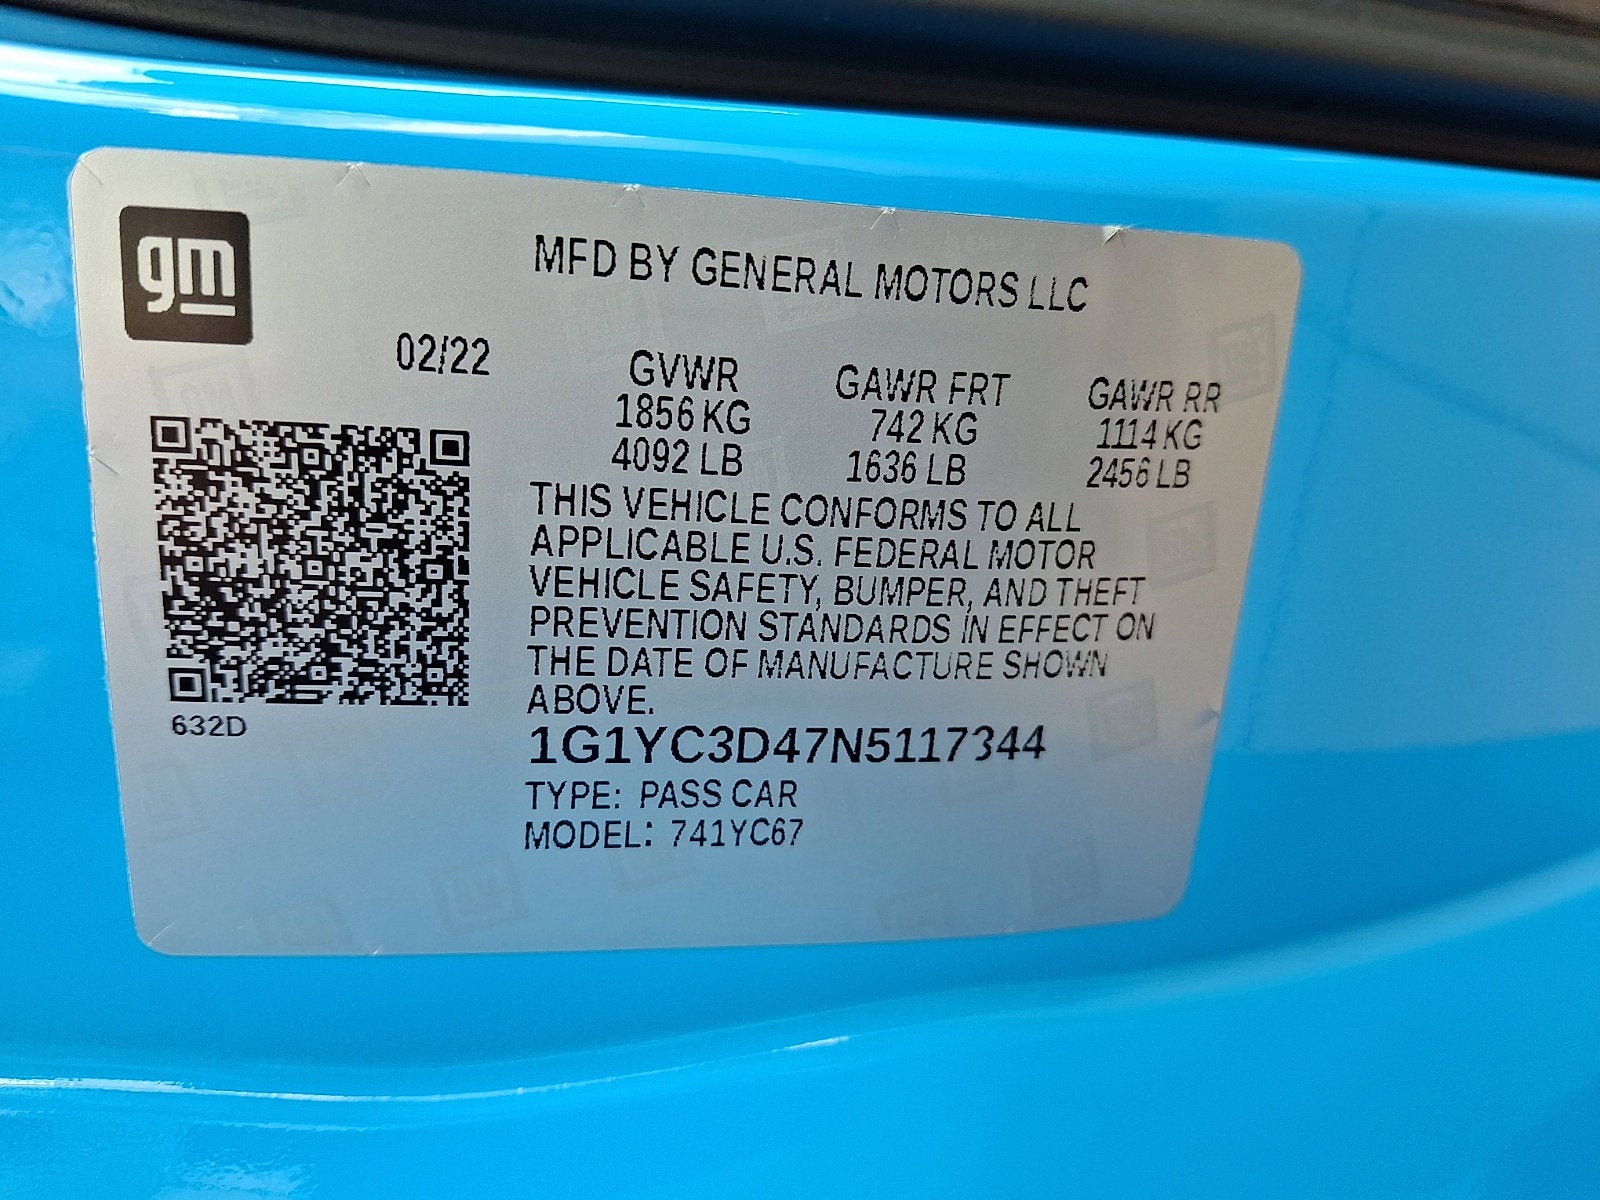 gm
MFD BY GENERAL MOTORS LLC
02/22
GVWR
1856 KG
4092 LB
GAWR FRT
742 KG
1636 LB
GAWR RR
1114 KG
2456 LB
THIS VEHICLE CONFORMS TO ALL
APPLICABLE U.S. FEDERAL MOTOR
VEHICLE SAFETY, BUMPER, AND THEFT
PREVENTION STANDARDS IN EFFECT ON
THE DATE OF MANUFACTURE SHOWN
ABOVE.
632D
1G1YC3D47N5117344
TYPE: PASS CAR
MODEL: 741YC67